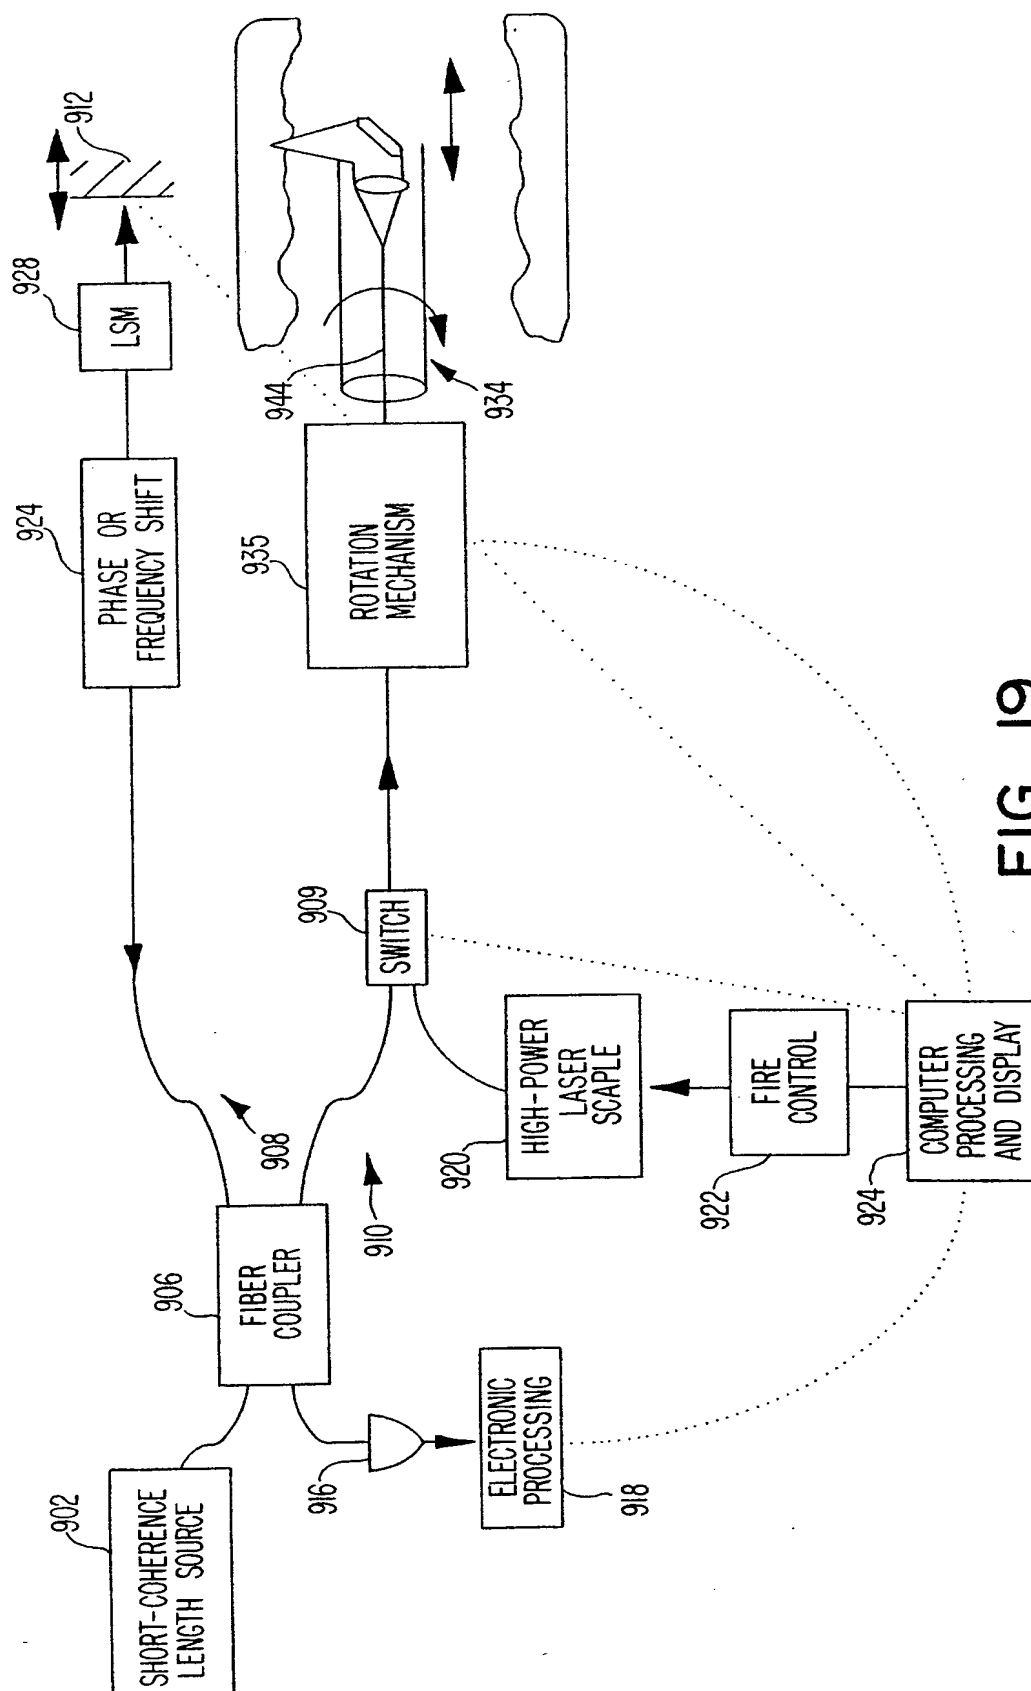 902
SHORT-COHERENCE
LENGTH SOURCE
906
FIBER
COUPLER
908
910
916
ELECTRONIC
PROCESSING
918
924
PHASE OR
FREQUENCY SHIFT
928
LSM
912
909
SWITCH
935
ROTATION
MECHANISM
944
934
920
HIGH-POWER
LASER
SCAPLE
922
FIRE
CONTROL
924
COMPUTER
PROCESSING
AND DISPLAY
FIG. 19